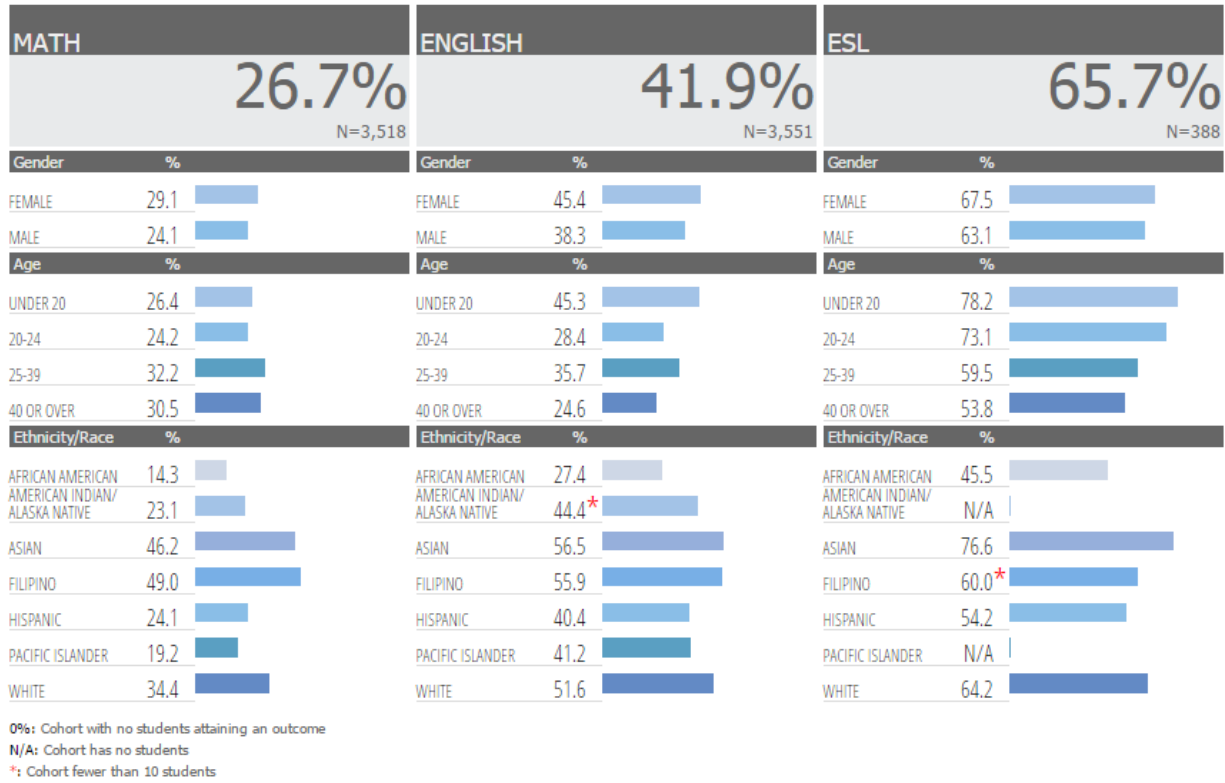 MATH
26.7%
N=3,518
Gender %
FEMALE 29.1
MALE 24.1
Age %
UNDER 20 26.4
20-24 24.2
25-39 32.2
40 OR OVER 30.5
Ethnicity/Race %
AFRICAN AMERICAN 14.3
AMERICAN INDIAN/
ALASKA NATIVE 23.1
ASIAN 46.2
FILIPINO 49.0
HISPANIC 24.1
PACIFIC ISLANDER 19.2
WHITE 34.4
ENGLISH
41.9%
N=3,551
Gender %
FEMALE 45.4
MALE 38.3
Age %
UNDER 20 45.3
20-24 28.4
25-39 35.7
40 OR OVER 24.6
Ethnicity/Race %
AFRICAN AMERICAN 27.4
AMERICAN INDIAN/
ALASKA NATIVE 44.4*
ASIAN 56.5
FILIPINO 55.9
HISPANIC 40.4
PACIFIC ISLANDER 41.2
WHITE 51.6
ESL
65.7%
N=388
Gender %
FEMALE 67.5
MALE 63.1
Age %
UNDER 20 78.2
20-24 73.1
25-39 59.5
40 OR OVER 53.8
Ethnicity/Race %
AFRICAN AMERICAN 45.5
AMERICAN INDIAN/
ALASKA NATIVE N/A
ASIAN 76.6
FILIPINO 60.0*
HISPANIC 54.2
PACIFIC ISLANDER N/A
WHITE 64.2
0%: Cohort with no students attaining an outcome
N/A: Cohort has no students
*: Cohort fewer than 10 students